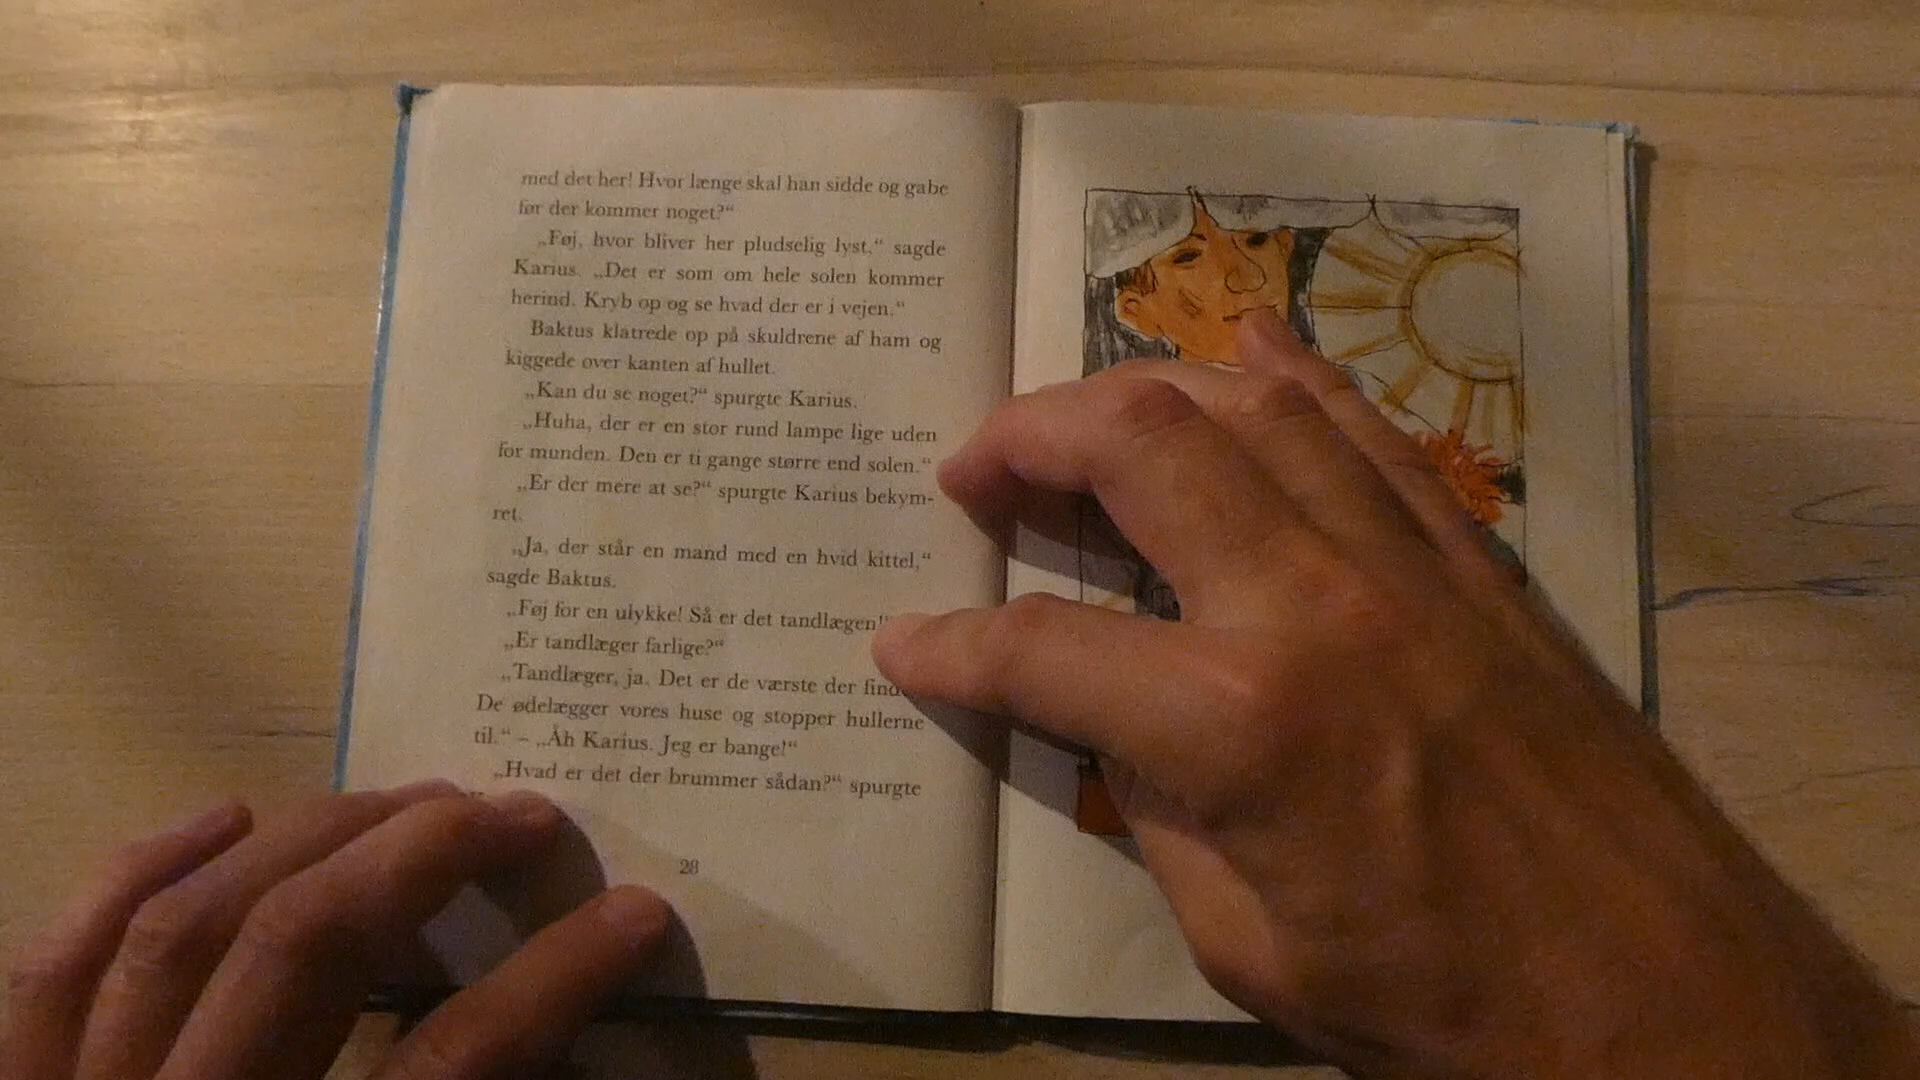 med det her! Hvor længe skal han sidde og gabe
før der kommer noget?“
„Føj, hvor bliver her pludselig lyst,“ sagde
Karius. „Det er som om hele solen kommer
herind. Kryb op og se hvad der er i vejen.“
Baktus klatrede op på skuldrene af ham og
kiggede over kanten af hullet.
„Kan du se noget?“ spurgte Karius.
„Huha, der er en stor rund lampe lige uden
for munden. Den er ti gange større end solen.“
„Er der mere at se?“ spurgte Karius bekym-
ret.
„Ja, der står en mand med en hvid kittel,“
sagde Baktus.
„Føj for en ulykke! Så er det tandlægen!“
„Er tandlæger farlige?“
„Tandlæger, ja. Det er de værste der
De ødelægger vores huse og stopper hullerne
til.“ – „Åh Karius. Jeg er bange!“
„Hvad er det der brummer sådan?“ spurgte
28